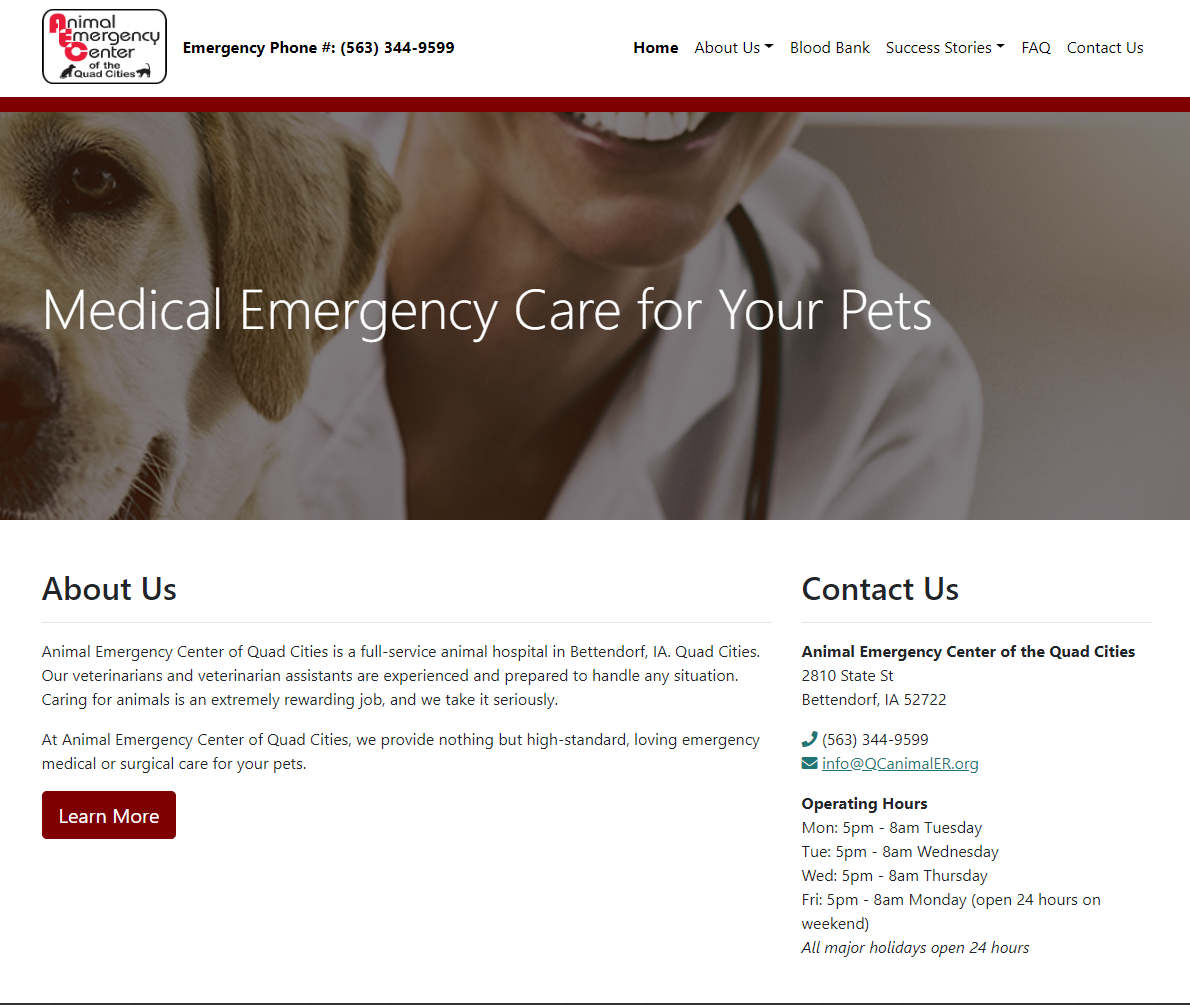 Animal
Emergency
Center
of the
Quad Cities
Emergency Phone #: (563) 344-9599
Home About Us Blood Bank Success Stories FAQ Contact Us
Medical Emergency Care for Your Pets
About Us
Animal Emergency Center of Quad Cities is a full-service animal hospital in Bettendorf, IA. Quad Cities.
Our veterinarians and veterinarian assistants are experienced and prepared to handle any situation.
Caring for animals is an extremely rewarding job, and we take it seriously.
At Animal Emergency Center of Quad Cities, we provide nothing but high-standard, loving emergency
medical or surgical care for your pets.
Learn More
Contact Us
Animal Emergency Center of the Quad Cities
2810 State St
Bettendorf, IA 52722
(563) 344-9599
info@QCanimalER.org
Operating Hours
Mon: 5pm - 8am Tuesday
Tue: 5pm - 8am Wednesday
Wed: 5pm - 8am Thursday
Fri: 5pm - 8am Monday (open 24 hours on
weekend)
All major holidays open 24 hours